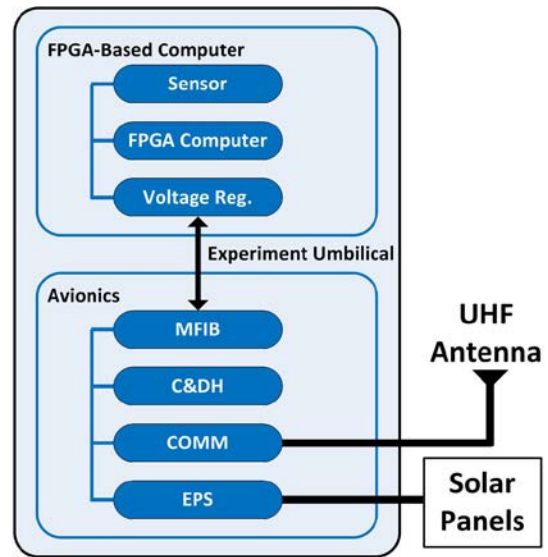 FPGA-Based Computer
Sensor
FPGA Computer
Voltage Reg.
Experiment Umbilical
Avionics
MFIB
C&DH
COMM
EPS
UHF
Antenna
Solar
Panels